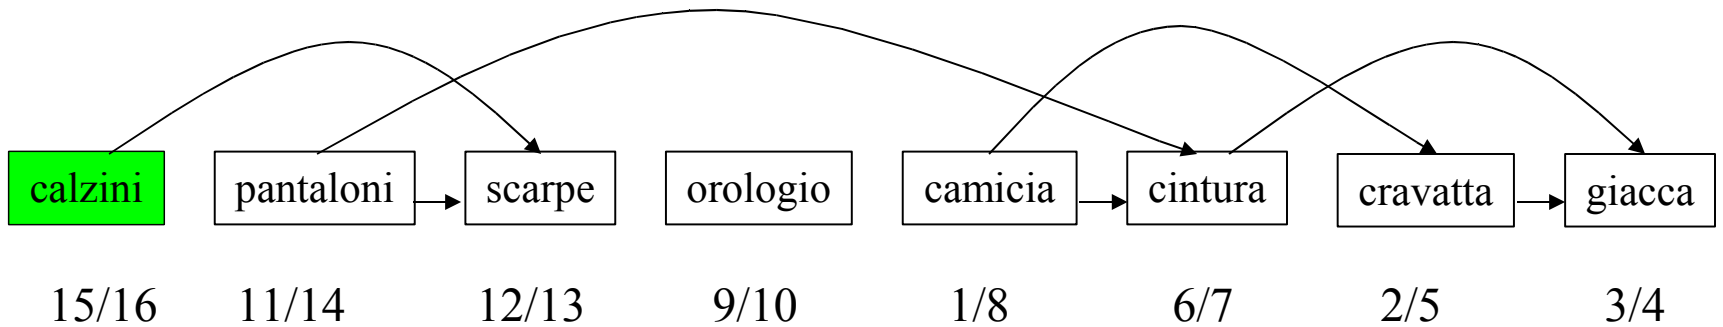 calzini pantaloni scarpe orologio camicia cintura cravatta giacca
15/16 11/14 12/13 9/10 1/8 6/7 2/5 3/4